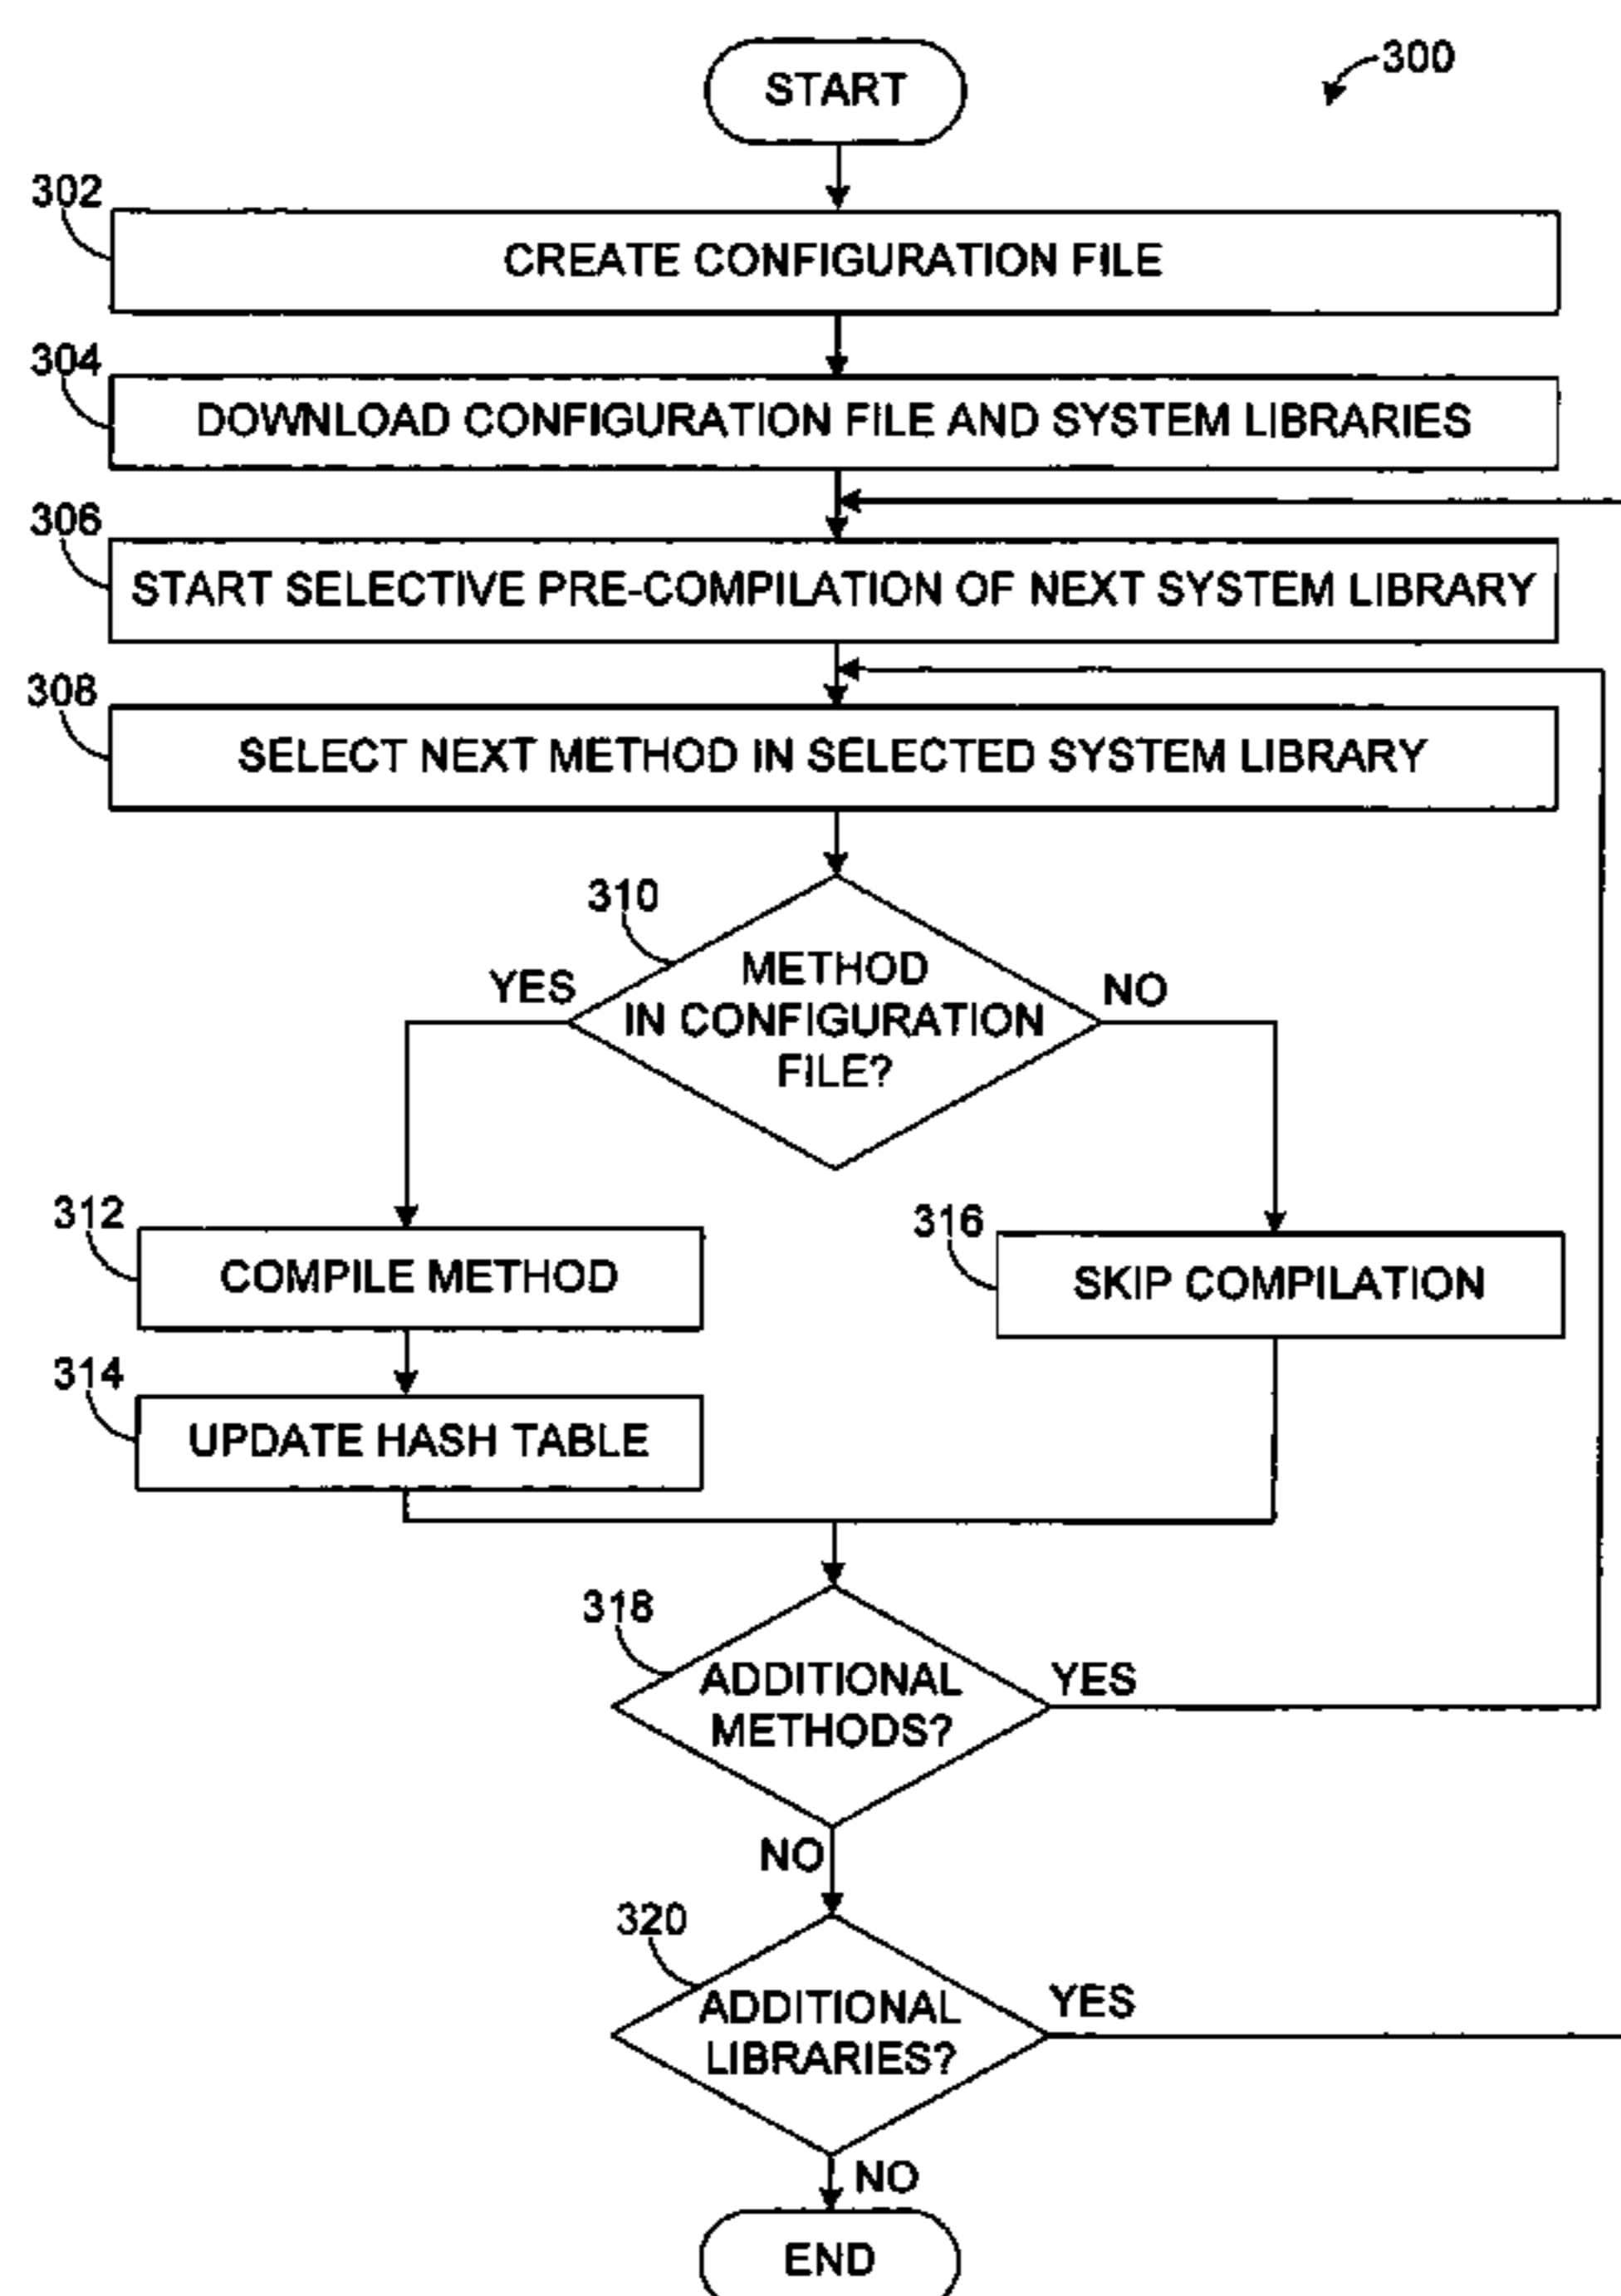 START
300
302
CREATE CONFIGURATION FILE
304
DOWNLOAD CONFIGURATION FILE AND SYSTEM LIBRARIES
306
START SELECTIVE PRE-COMPILATION OF NEXT SYSTEM LIBRARY
308
SELECT NEXT METHOD IN SELECTED SYSTEM LIBRARY
310
METHOD
IN CONFIGURATION
FILE?
YES
NO
312
COMPILE METHOD
316
SKIP COMPILATION
314
UPDATE HASH TABLE
318
ADDITIONAL
METHODS?
YES
NO
320
ADDITIONAL
LIBRARIES?
YES
NO
END